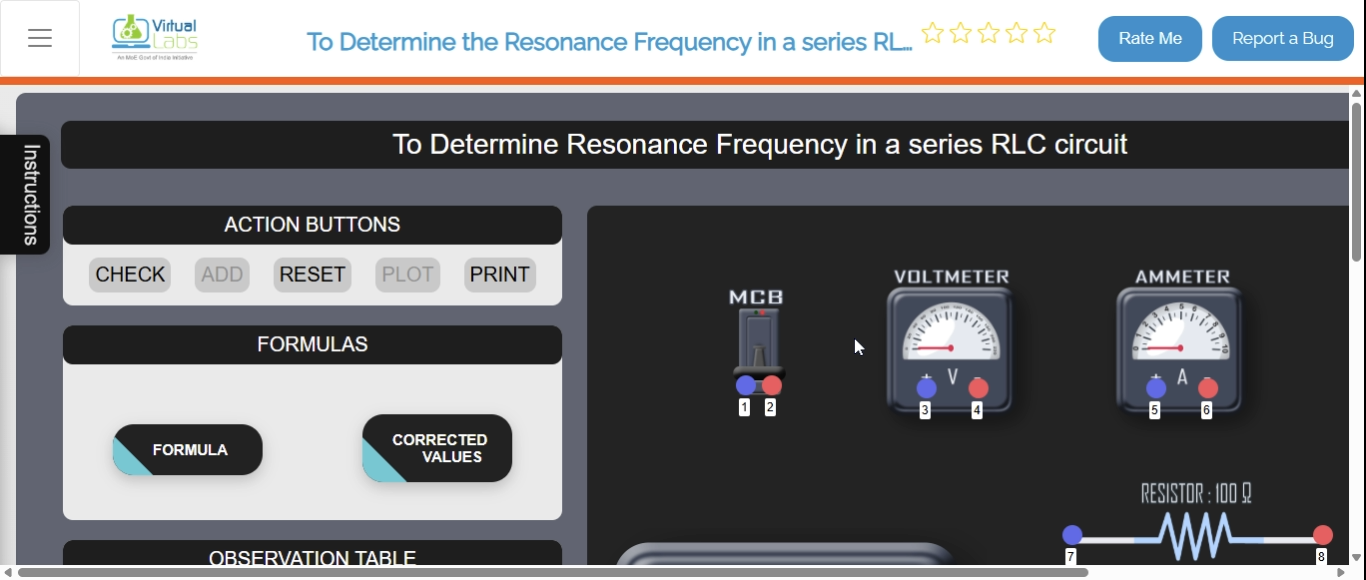 Virtual
Labs
An MoE Govt of India Initiative
To Determine the Resonance Frequency in a series RL...
Rate Me
Report a Bug
Instructions
To Determine Resonance Frequency in a series RLC circuit
ACTION BUTTONS
CHECK ADD RESET PLOT PRINT
FORMULAS
FORMULA
CORRECTED
VALUES
OBSERVATION TABLE
MCB
1 2
VOLTMETER
+ V -
3 4
AMMETER
+ A -
5 6
RESISTOR : 100 Ω
7 8